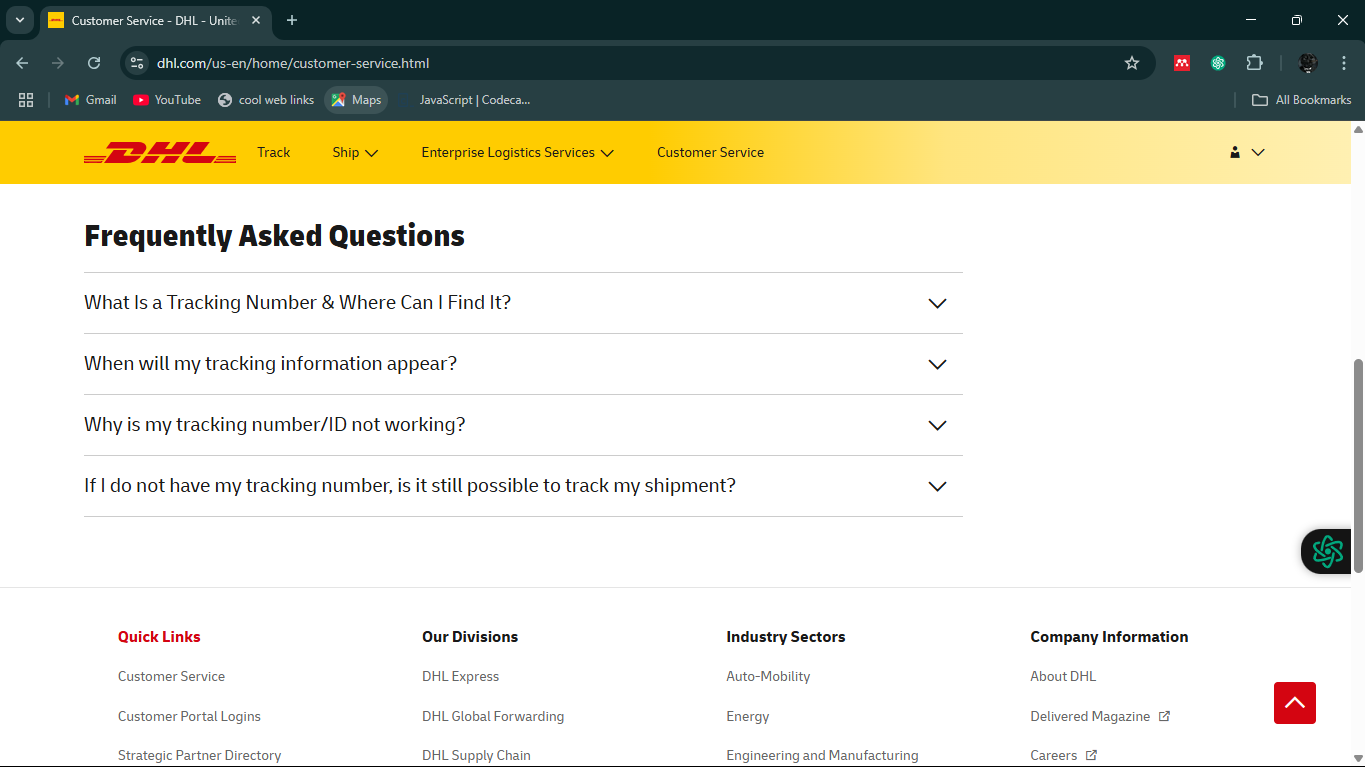 Customer Service - DHL - Unite
dhl.com/us-en/home/customer-service.html
Gmail
YouTube
cool web links
Maps
JavaScript | Codeca...
All Bookmarks
DHL
Track
Ship
Enterprise Logistics Services
Customer Service
Frequently Asked Questions
What Is a Tracking Number & Where Can I Find It?
When will my tracking information appear?
Why is my tracking number/ID not working?
If I do not have my tracking number, is it still possible to track my shipment?
Quick Links
Customer Service
Customer Portal Logins
Strategic Partner Directory
Our Divisions
DHL Express
DHL Global Forwarding
DHL Supply Chain
Industry Sectors
Auto-Mobility
Energy
Engineering and Manufacturing
Company Information
About DHL
Delivered Magazine
Careers